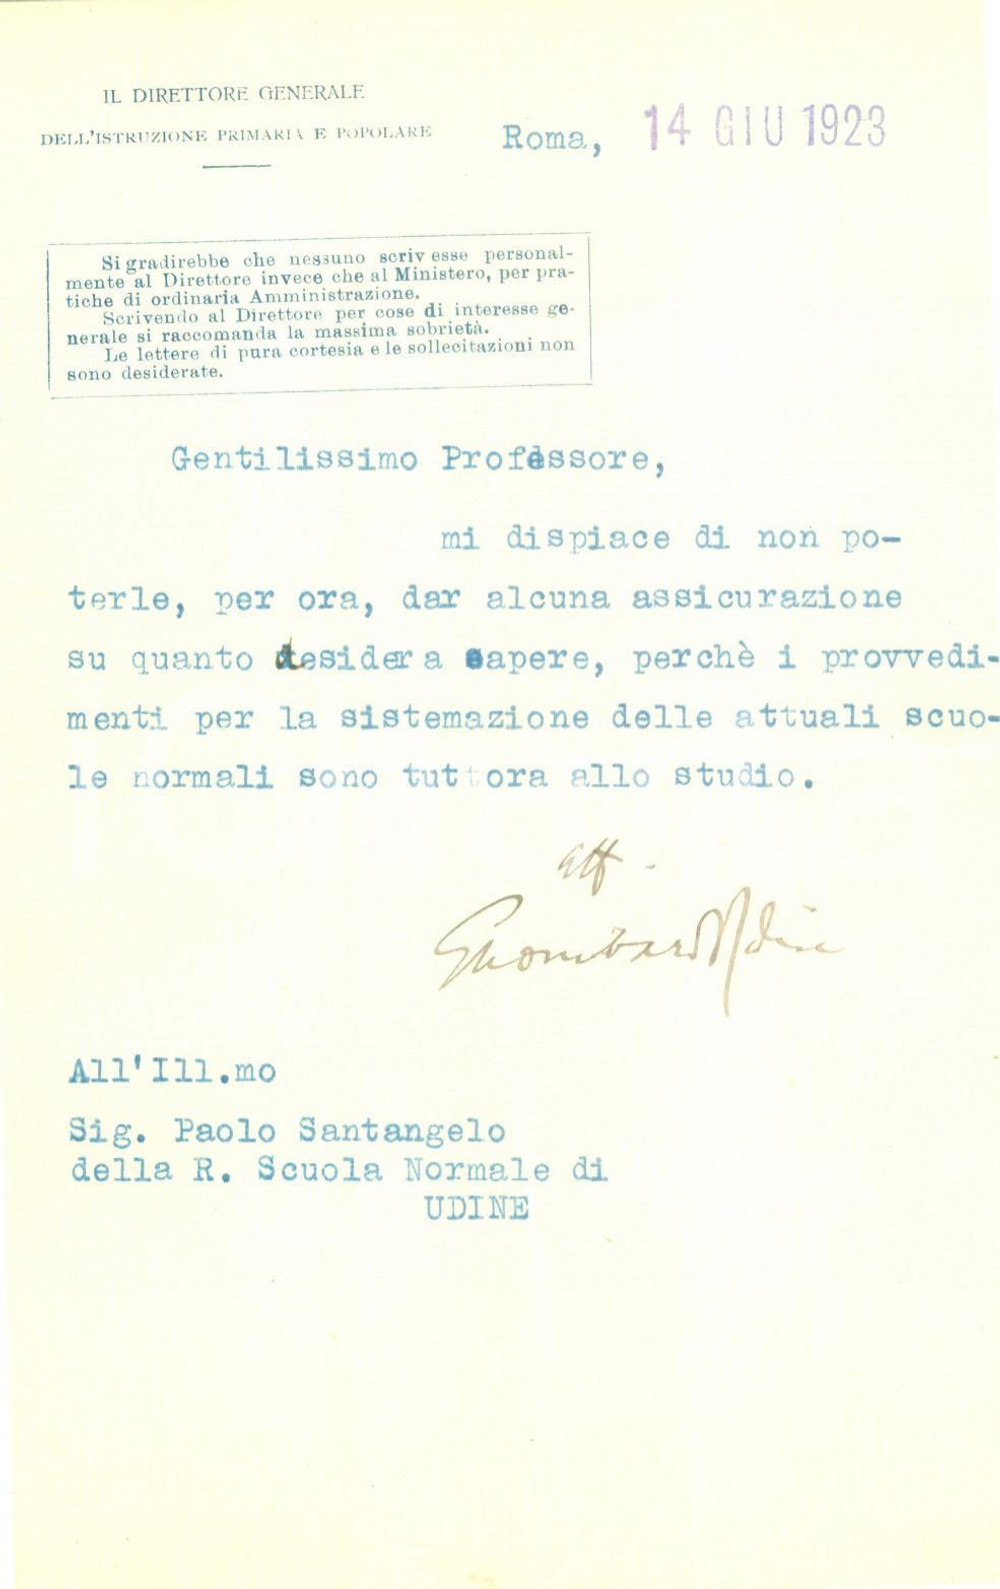 IL DIRETTORE GENERALE
DELL'ISTRUZIONE PRIMARIA E POPOLARE
Roma, 14 GIU 1923
Si gradirebbe che nessuno scrivesse personal-
mente al Direttore invece che al Ministero, per pra-
tiche di ordinaria Amministrazione.
Scrivendo al Direttore per cose di interesse ge-
nerale si raccomanda la massima sobrietà.
Le lettere di pura cortesia e le sollecitazioni non
sono desiderate.
Gentilissimo Professore,
mi dispiace di non po-
terle, per ora, dar alcuna assicurazione
su quanto desidera sapere, perchè i provvedi-
menti per la sistemazione delle attuali scuo-
le normali sono tuttora allo studio.
aff.
All'Ill.mo
Sig. Paolo Santangelo
della R. Scuola Normale di
UDINE